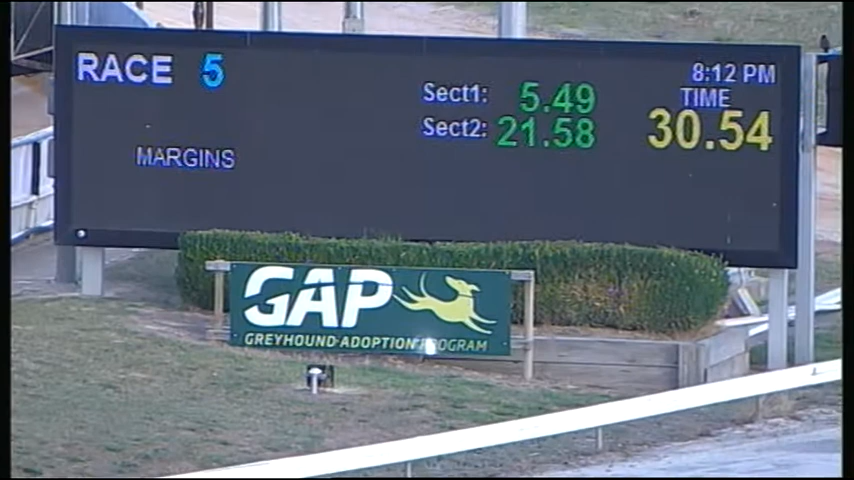 RACE 5
8:12 PM
Sect1: 5.49
TIME
Sect2: 21.58
30.54
MARGINS
GAP
GREYHOUND ADOPTION PROGRAM